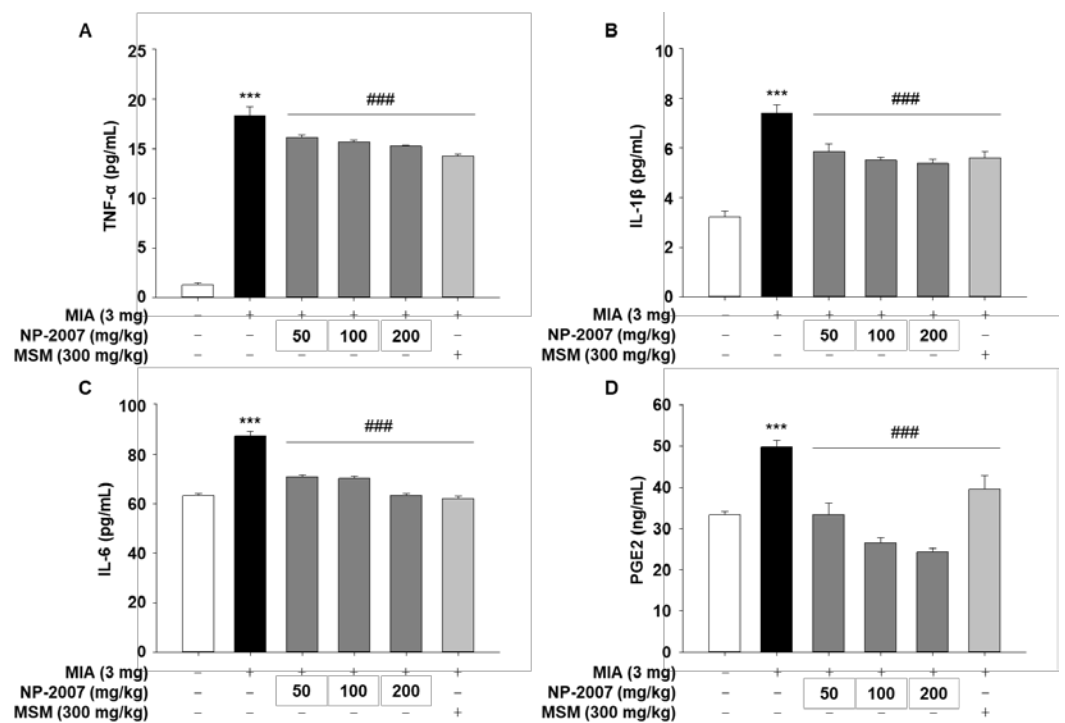 A
TNF-α (pg/mL)
25
20
15
10
5
0
***
###
MIA (3 mg) – + + + + +
NP-2007 (mg/kg) – – 50 100 200 –
MSM (300 mg/kg) – – – – – +
B
IL-1β (pg/mL)
10
8
6
4
2
0
***
###
MIA (3 mg) – + + + + +
NP-2007 (mg/kg) – – 50 100 200 –
MSM (300 mg/kg) – – – – – +
C
IL-6 (pg/mL)
100
80
60
40
20
0
***
###
MIA (3 mg) – + + + + +
NP-2007 (mg/kg) – – 50 100 200 –
MSM (300 mg/kg) – – – – – +
D
PGE2 (ng/mL)
60
50
40
30
20
10
0
***
###
MIA (3 mg) – + + + + +
NP-2007 (mg/kg) – – 50 100 200 –
MSM (300 mg/kg) – – – – – +